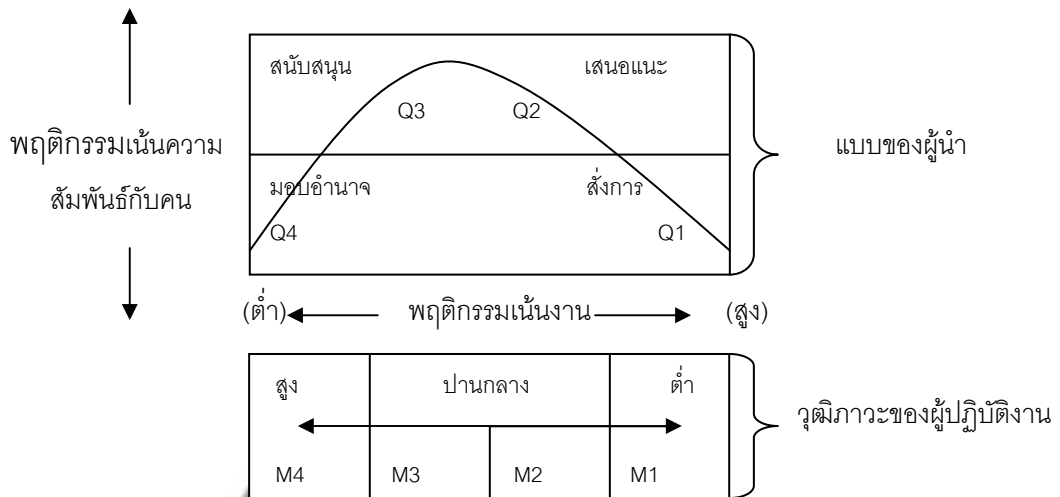 สนับสนุน เสนอแนะ
Q3 Q2
พฤติกรรมเน้นความ
สัมพันธ์กับคน
แบบของผู้นำ
มอบอำนาจ สั่งการ
Q4 Q1
(ต่ำ) พฤติกรรมเน้นงาน (สูง)
สูง ปานกลาง ต่ำ
วุฒิภาวะของผู้ปฏิบัติงาน
M4 M3 M2 M1